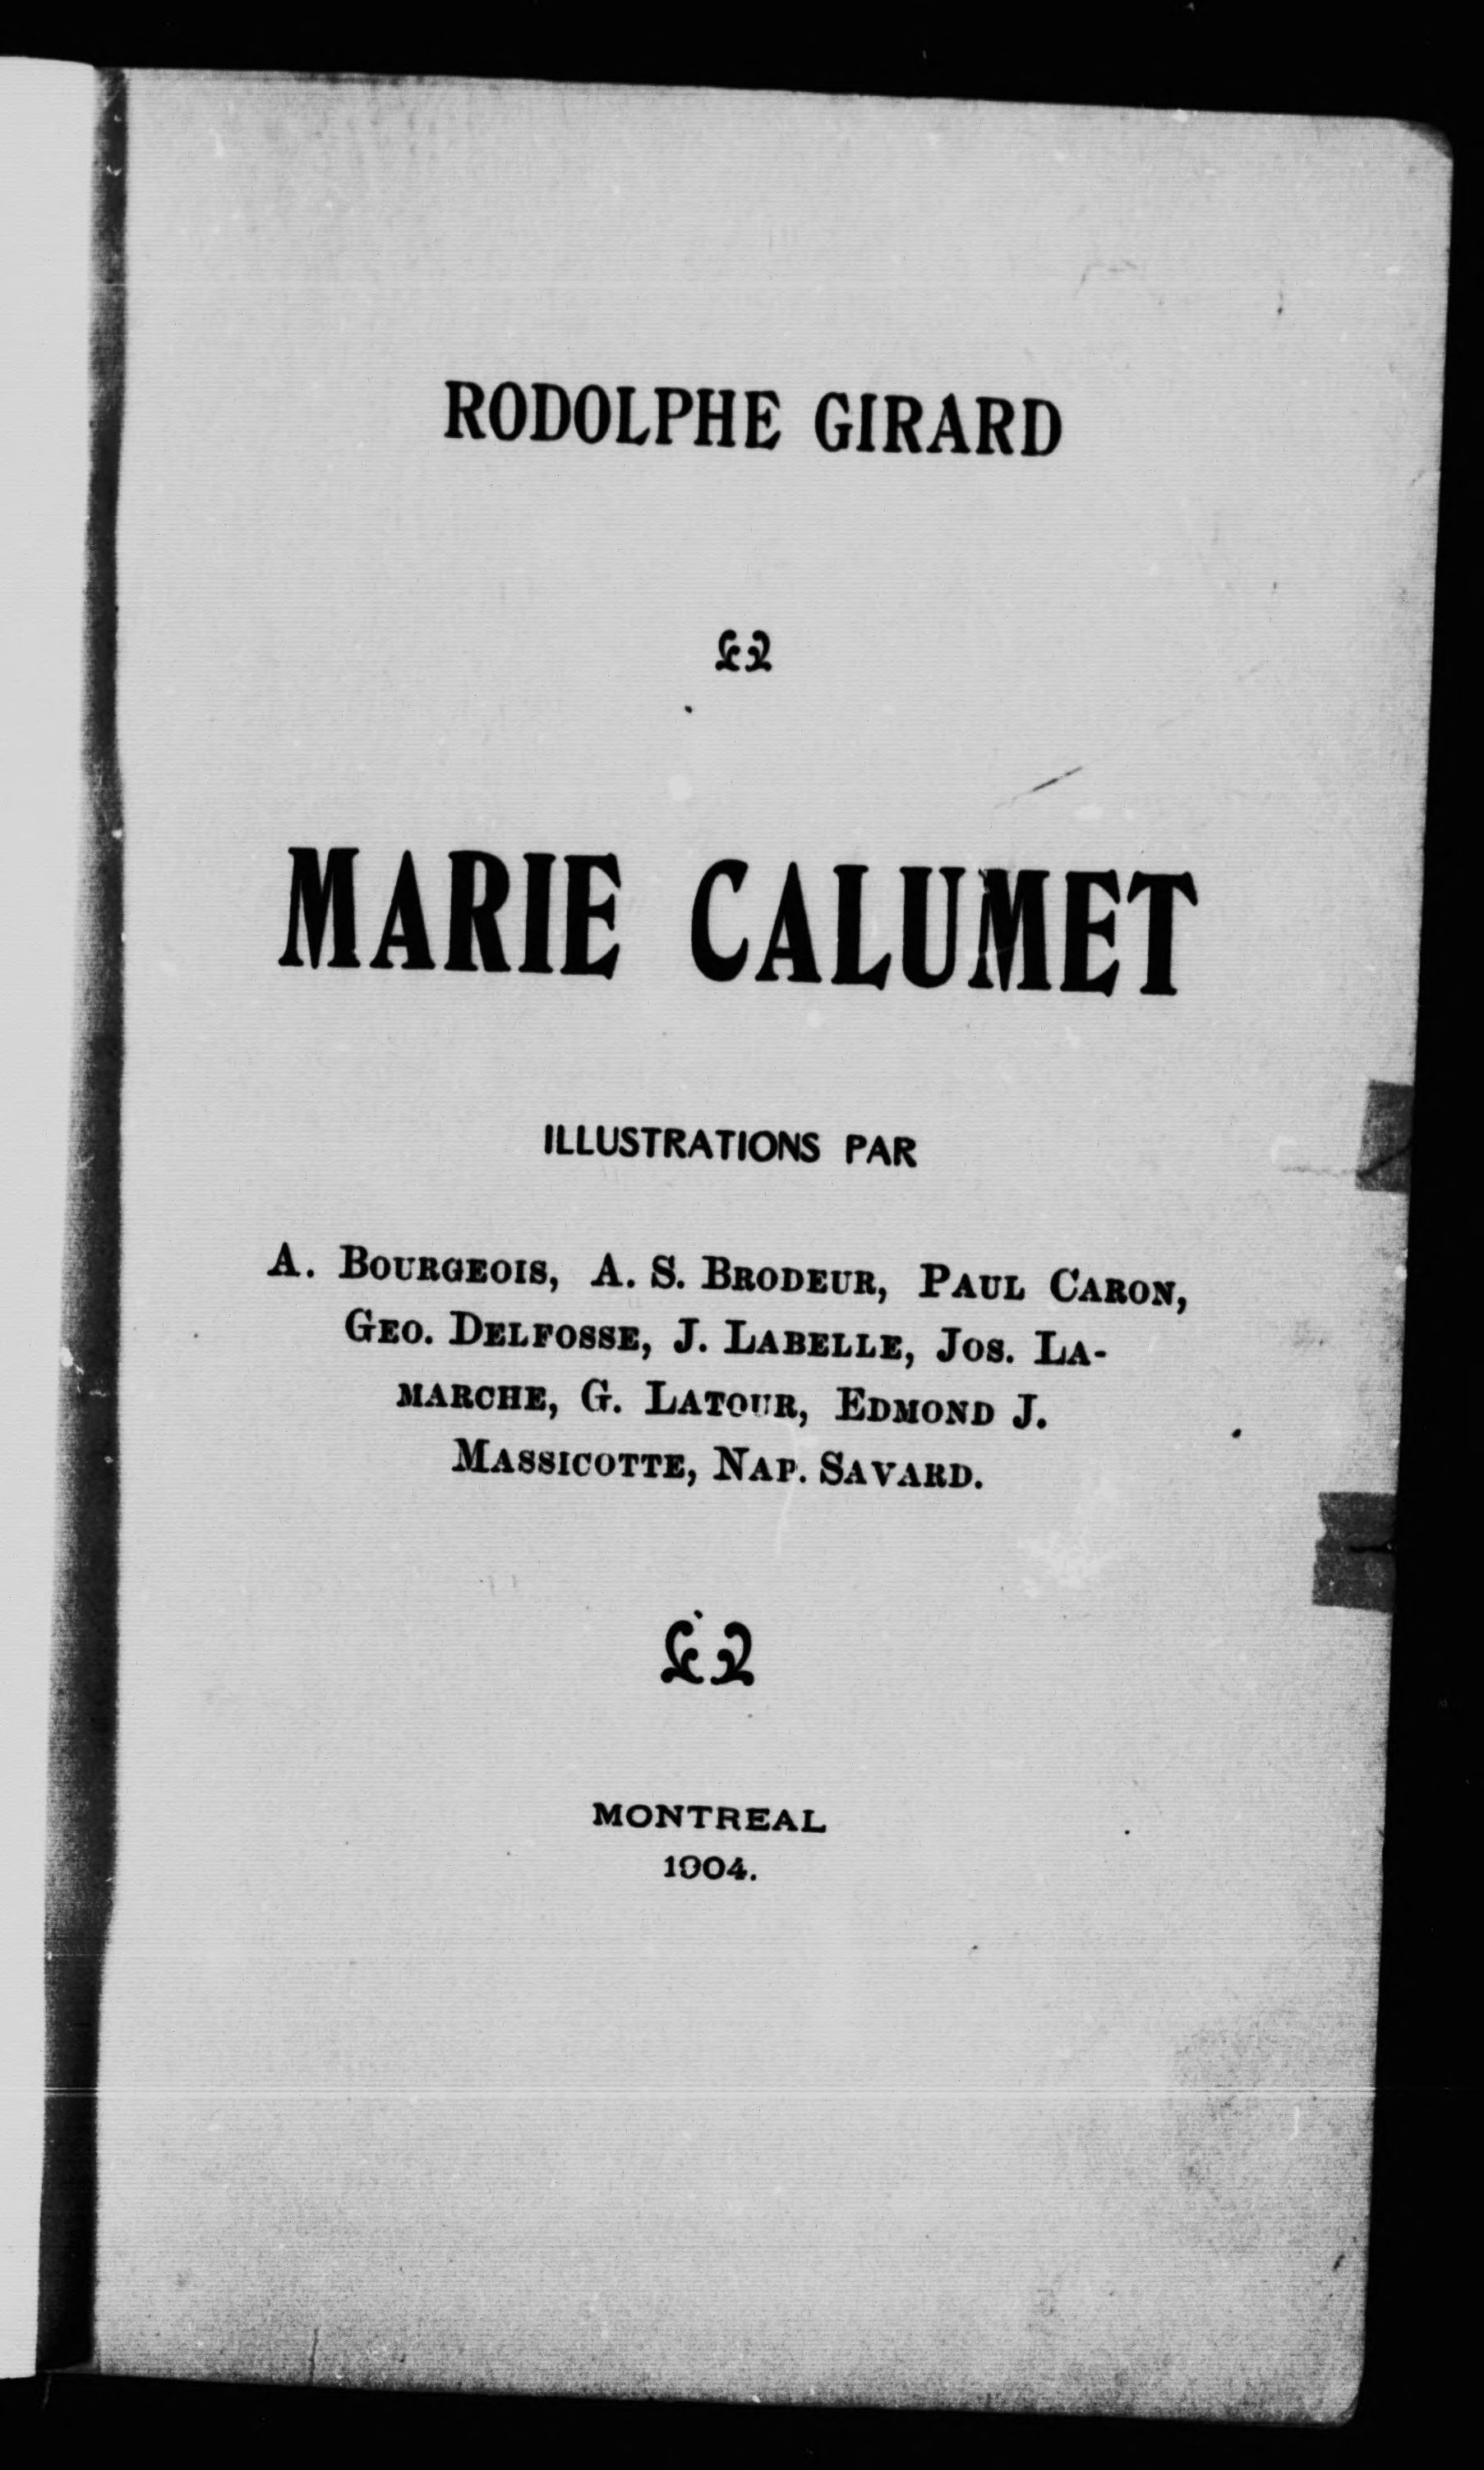 RODOLPHE GIRARD
MARIE CALUMET
ILLUSTRATIONS PAR
A. BOURGEOIS, A. S. BRODEUR, PAUL CARON,
GEO. DELFOSSE, J. LABELLE, JOS. LA-
MARCHE, G. LATOUR, EDMOND J.
MASSICOTTE, NAP. SAVARD.
MONTREAL
1904.